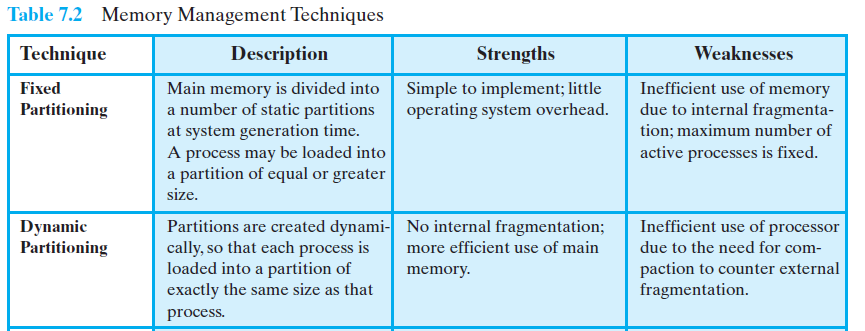 Table 7.2 Memory Management Techniques
Technique
Description
Strengths
Weaknesses
Fixed
Partitioning
Main memory is divided into
a number of static partitions
at system generation time.
A process may be loaded into
a partition of equal or greater
size.
Simple to implement; little
operating system overhead.
Inefficient use of memory
due to internal fragmenta-
tion; maximum number of
active processes is fixed.
Dynamic
Partitioning
Partitions are created dynami-
cally, so that each process is
loaded into a partition of
exactly the same size as that
process.
No internal fragmentation;
more efficient use of main
memory.
Inefficient use of processor
due to the need for com-
paction to counter external
fragmentation.